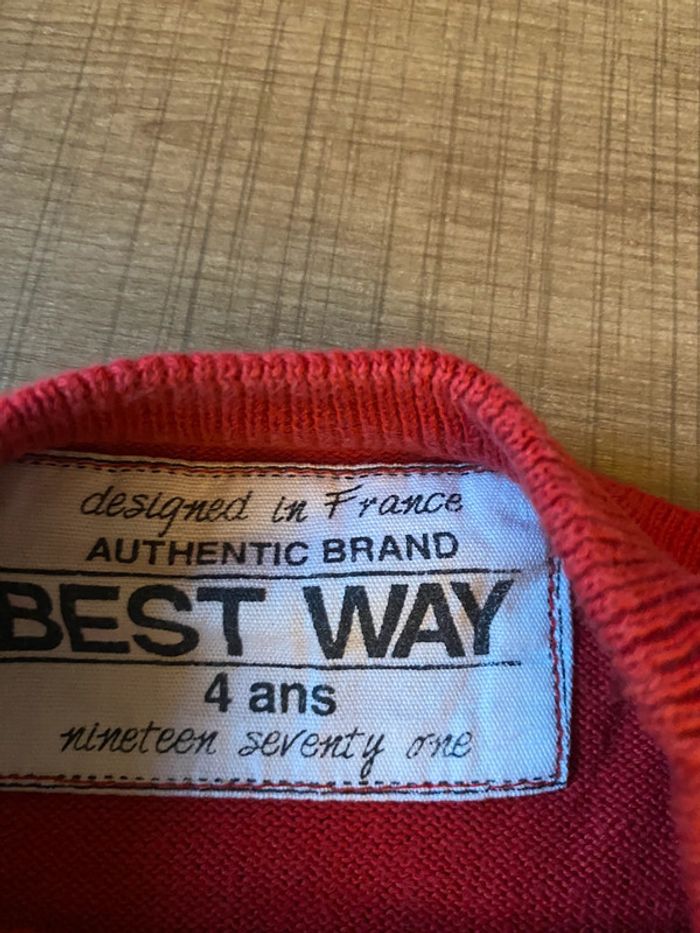 designed in France
AUTHENTIC BRAND
BEST WAY
4 ans
nineteen seventy one